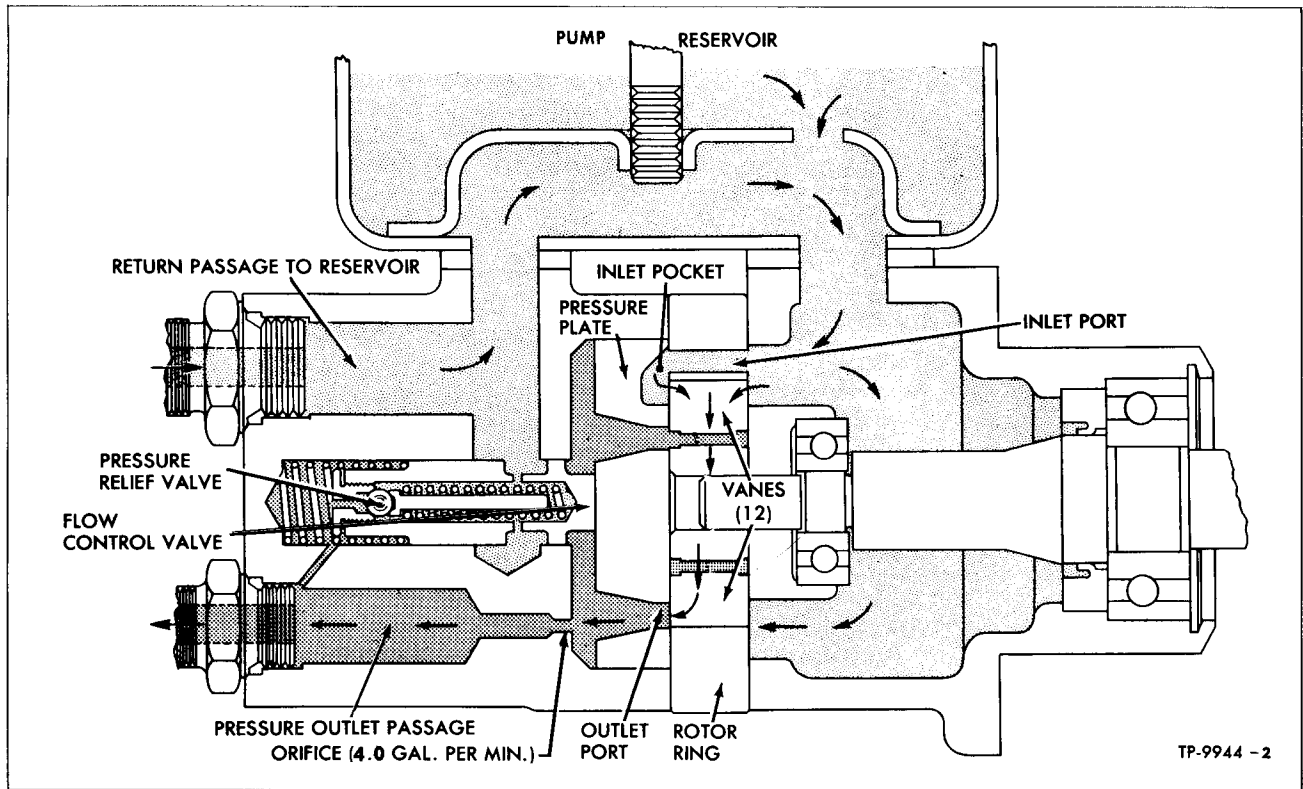 PUMP RESERVOIR
RETURN PASSAGE TO RESERVOIR
INLET POCKET
PRESSURE
PLATE
INLET PORT
PRESSURE
RELIEF VALVE
FLOW
CONTROL VALVE
VANES
(12)
PRESSURE OUTLET PASSAGE
ORIFICE (4.0 GAL. PER MIN.)
OUTLET
PORT
ROTOR
RING
TP-9944-2